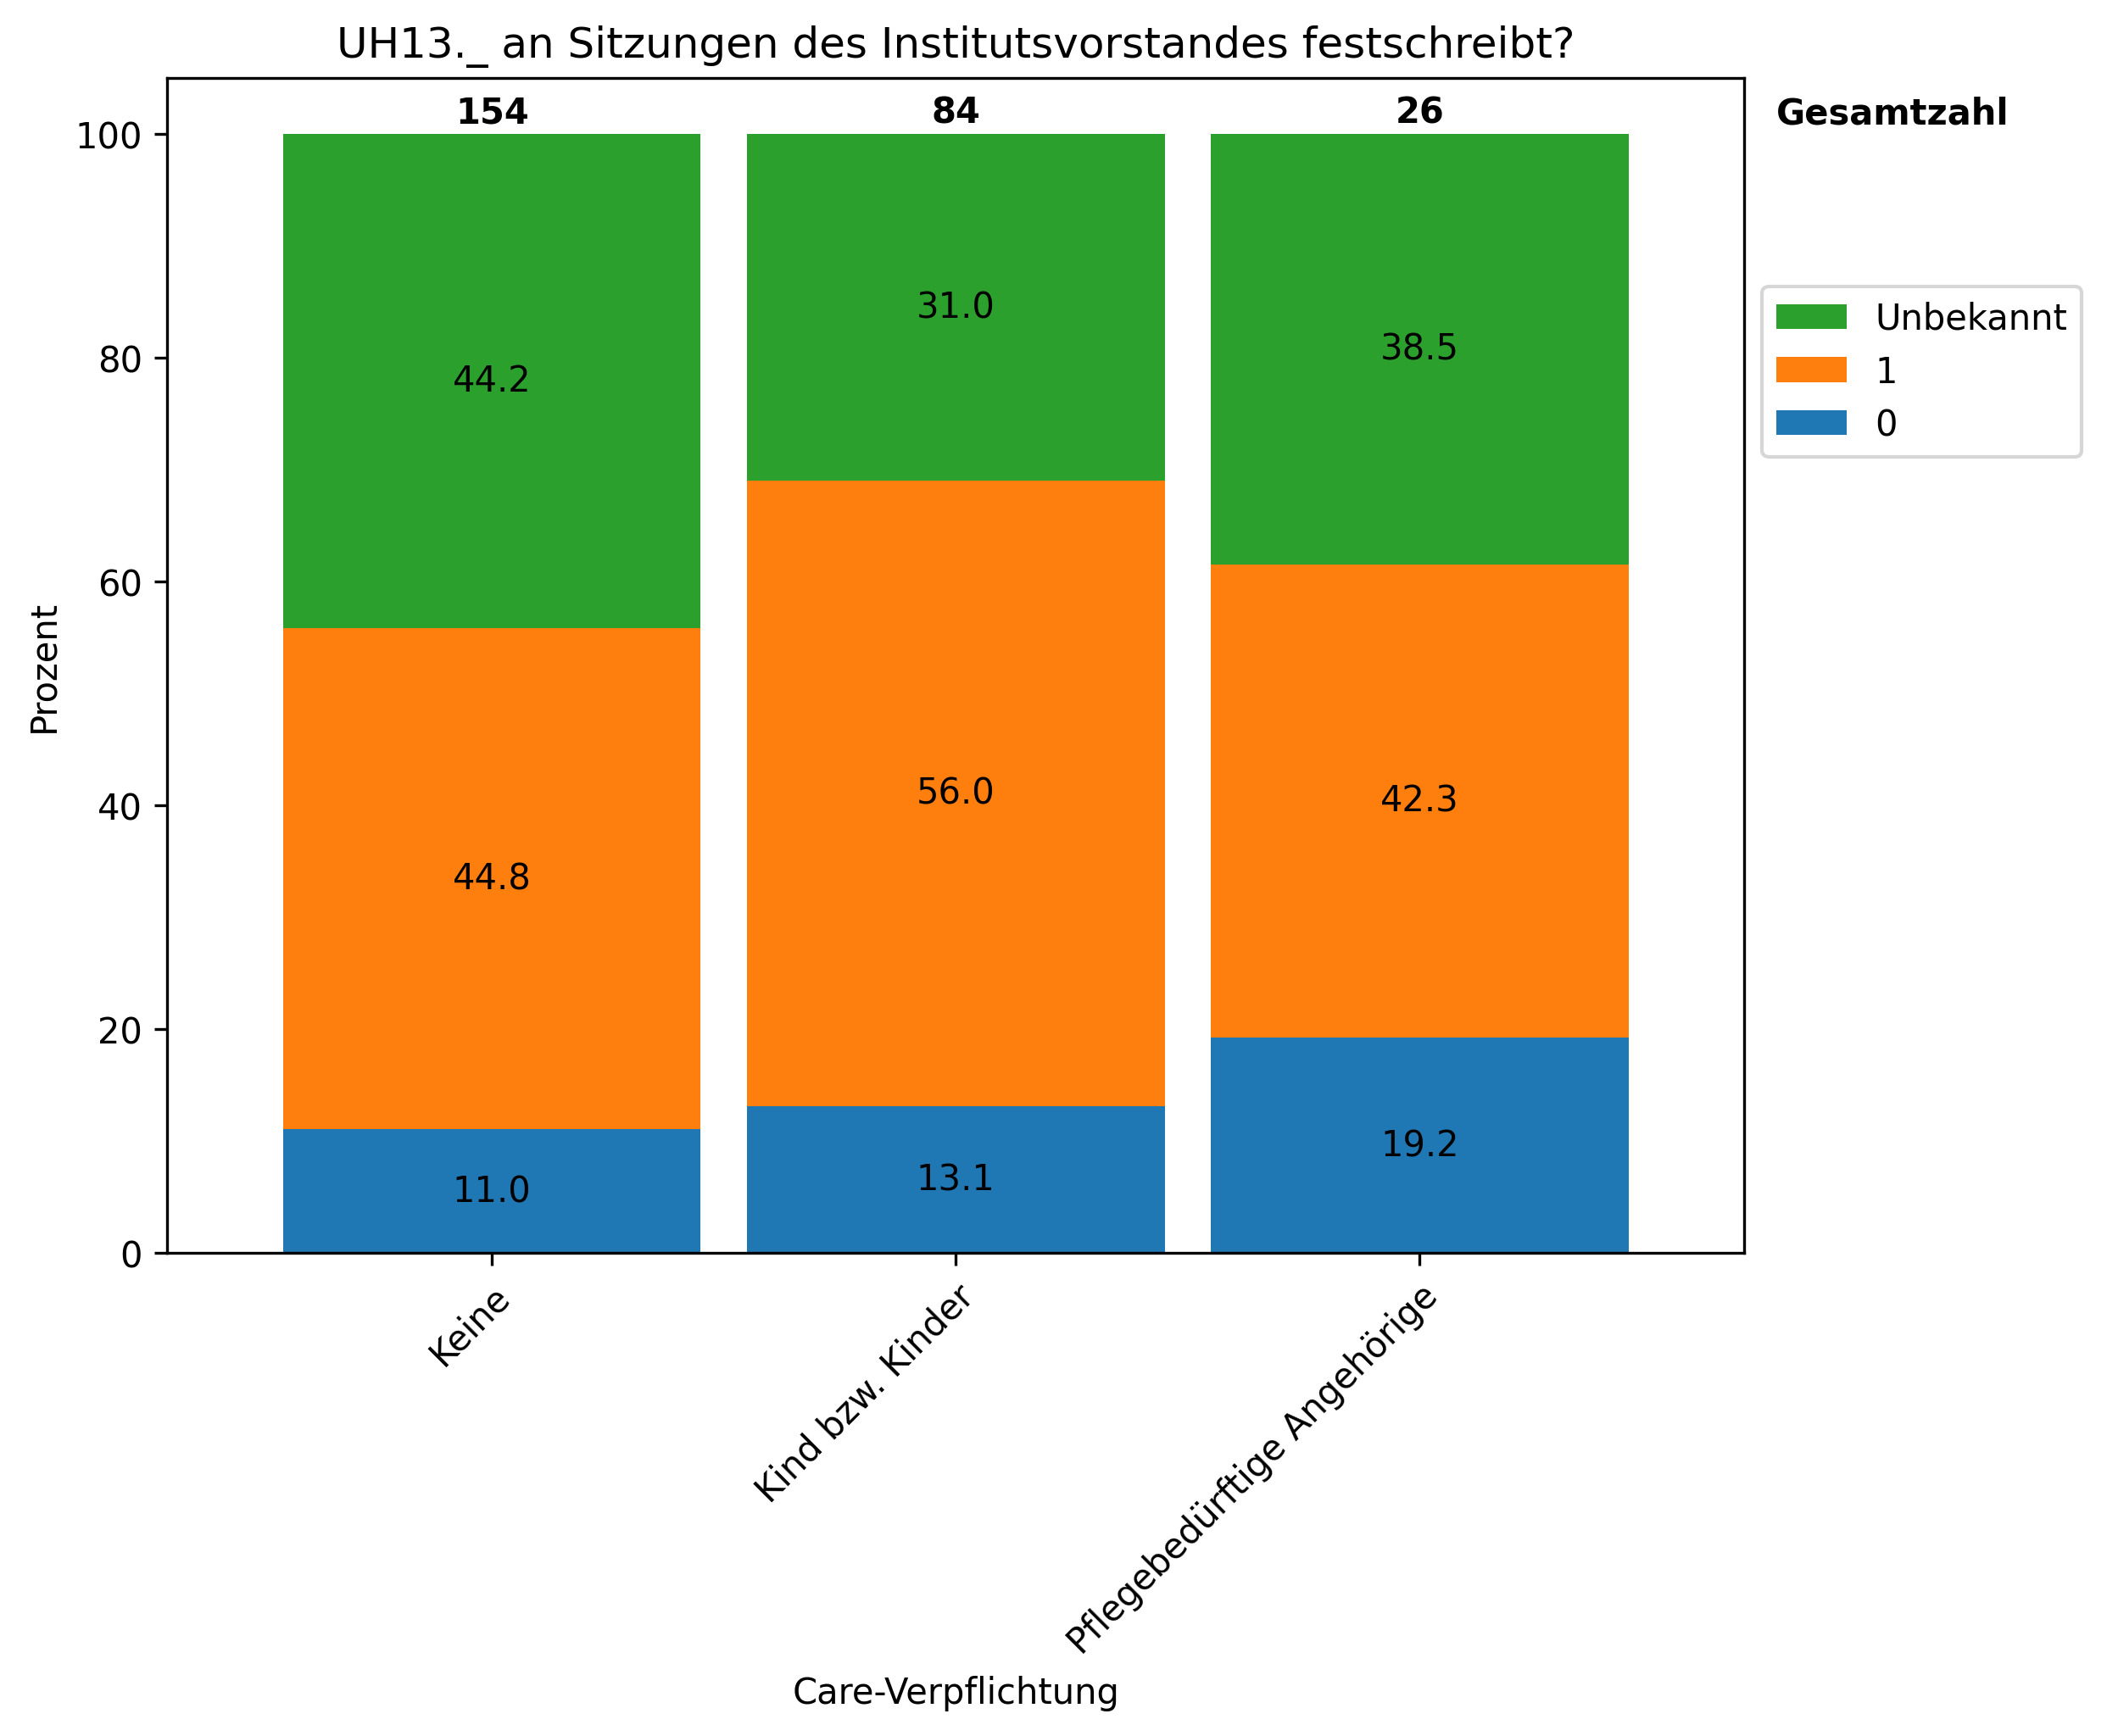 UH13._ an Sitzungen des Institutsvorstandes festschreibt?
154
84
26
Gesamtzahl
100
80
60
40
20
0
Prozent
44.2
44.8
11.0
31.0
56.0
13.1
38.5
42.3
19.2
Unbekannt
1
0
Keine
Kind bzw. Kinder
Pflegebedürftige Angehörige
Care-Verpflichtung